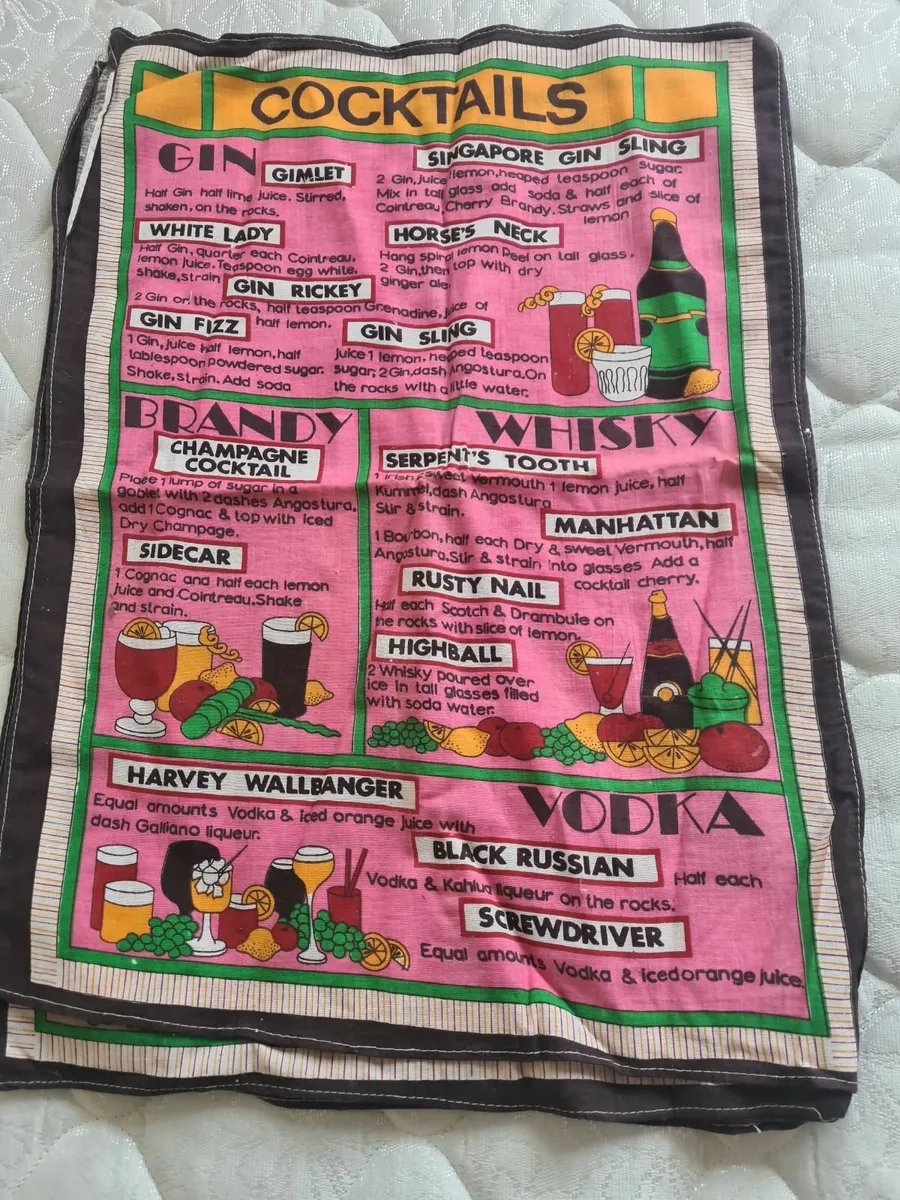 COCKTAILS
GIN
GIMLET
Half Gin half lime juice. Stirred,
shaken, on the rocks.
SINGAPORE GIN SLING
2 Gin, juice lemon, heaped teaspoon sugar.
Mix in tall glass add soda & half each of
Cointreau, Cherry Brandy. Straws and slice of
lemon
WHITE LADY
Half Gin, quarter each Cointreau,
lemon juice. Teaspoon egg white,
shake, strain
HORSE'S NECK
Hang spiral lemon Peel on tall glass.
2 Gin, then top with dry
ginger ale
GIN RICKEY
2 Gin on the rocks, half teaspoon Grenadine, juice of
half lemon.
GIN FIZZ
1 Gin, juice half lemon, half
tablespoon powdered sugar.
Shake, strain. Add soda
GIN SLING
juice 1 lemon, heaped teaspoon
sugar, 2 Gin, dash Angostura. On
the rocks with a little water.
BRANDY
CHAMPAGNE
COCKTAIL
Place 1 lump of sugar in a
goblet with 2 dashes Angostura,
add 1 Cognac & top with iced
Dry Champage.
SIDECAR
1 Cognac and half each lemon
juice and Cointreau. Shake
and strain.
WHISKY
SERPENT'S TOOTH
1 Irish Sweet Vermouth 1 lemon juice, half
Kummel, dash Angostura
Stir & strain.
MANHATTAN
1 Bourbon, half each Dry & sweet Vermouth, half
Angostura. Stir & strain into glasses Add a
cocktail cherry.
RUSTY NAIL
Half each Scotch & Drambuie on
the rocks with slice of lemon.
HIGHBALL
2 Whisky poured over
ice in tall glasses filled
with soda water.
HARVEY WALLBANGER
Equal amounts Vodka & iced orange juice with
dash Galliano liqueur.
VODKA
BLACK RUSSIAN
Half each
Vodka & Kahlua liqueur on the rocks.
SCREWDRIVER
Equal amounts Vodka & iced orange juice.